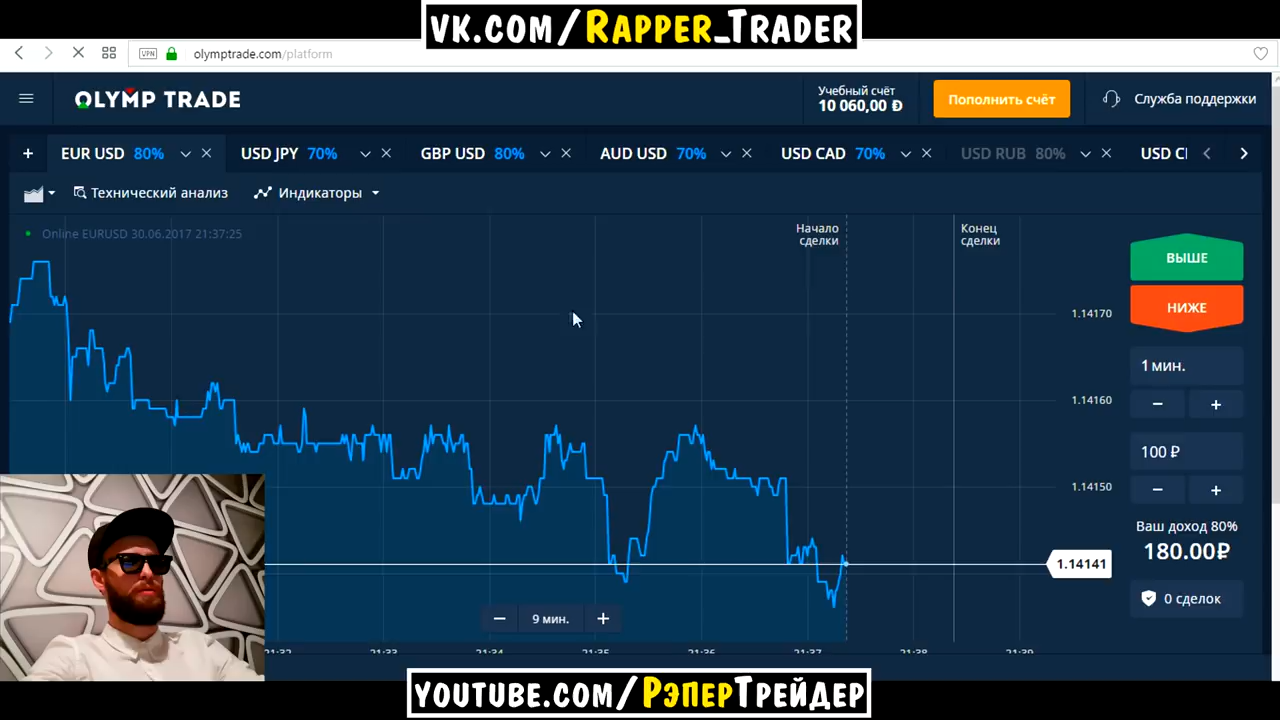 vk.com/Rapper_Trader
VPN olymptrade.com/platform
OLYMP TRADE
Учебный счёт
10 060,00 Ð
Пополнить счёт
Служба поддержки
+ EUR USD 80% USD JPY 70% GBP USD 80% AUD USD 70% USD CAD 70% USD RUB 80%
Технический анализ Индикаторы
Online EURUSD 30.06.2017 21:37:25
Начало
сделки
Конец
сделки
ВЫШЕ
НИЖЕ
1.14170
1.14160
1.14150
1.14141
1 мин.
− +
100 ₽
− +
Ваш доход 80%
180.00₽
0 сделок
− 9 мин. +
21:32 21:33 21:34 21:35 21:36 21:37 21:38 21:39
youtube.com/РэперТрейдер